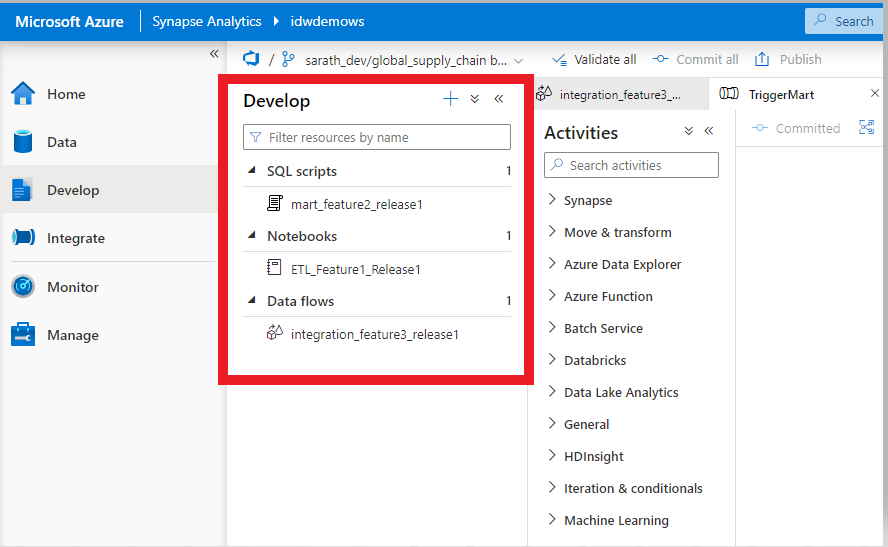 Microsoft Azure
Synapse Analytics
idwdemows
Search
Home
Data
Develop
Integrate
Monitor
Manage
/
sarath_dev/global_supply_chain b...
Validate all
Commit all
Publish
Develop
Filter resources by name
SQL scripts 1
mart_feature2_release1
Notebooks 1
ETL_Feature1_Release1
Data flows 1
integration_feature3_release1
integration_feature3_...
TriggerMart
Activities
Search activities
Synapse
Move & transform
Azure Data Explorer
Azure Function
Batch Service
Databricks
Data Lake Analytics
General
HDInsight
Iteration & conditionals
Machine Learning
Committed